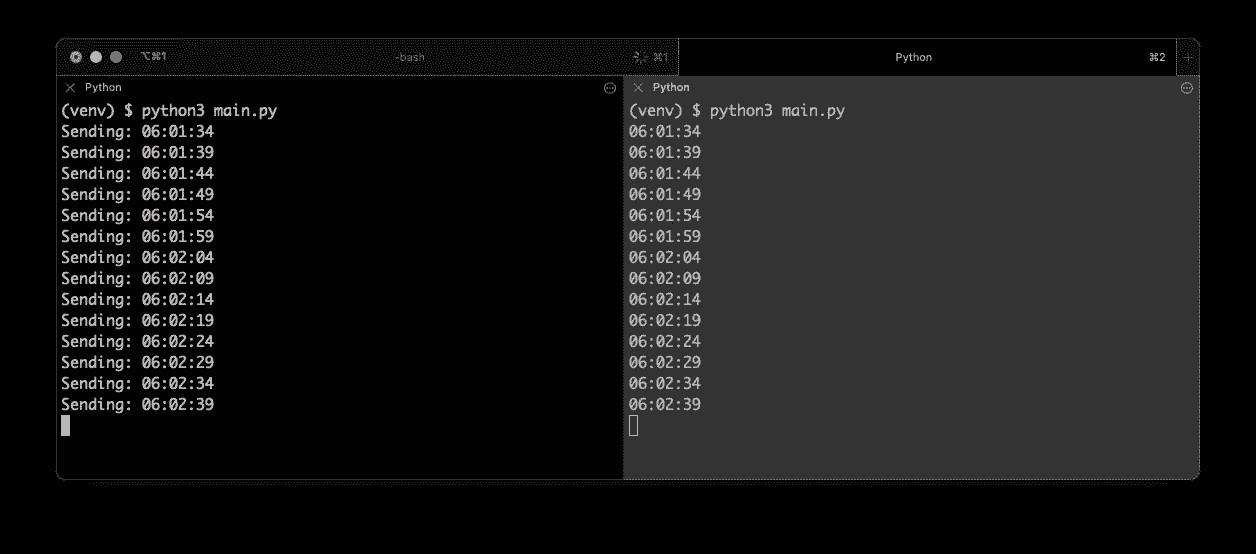 ⌥⌘1 -bash ⌘1 Python ⌘2
Python
(venv) $ python3 main.py
Sending: 06:01:34
Sending: 06:01:39
Sending: 06:01:44
Sending: 06:01:49
Sending: 06:01:54
Sending: 06:01:59
Sending: 06:02:04
Sending: 06:02:09
Sending: 06:02:14
Sending: 06:02:19
Sending: 06:02:24
Sending: 06:02:29
Sending: 06:02:34
Sending: 06:02:39
Python
(venv) $ python3 main.py
06:01:34
06:01:39
06:01:44
06:01:49
06:01:54
06:01:59
06:02:04
06:02:09
06:02:14
06:02:19
06:02:24
06:02:29
06:02:34
06:02:39